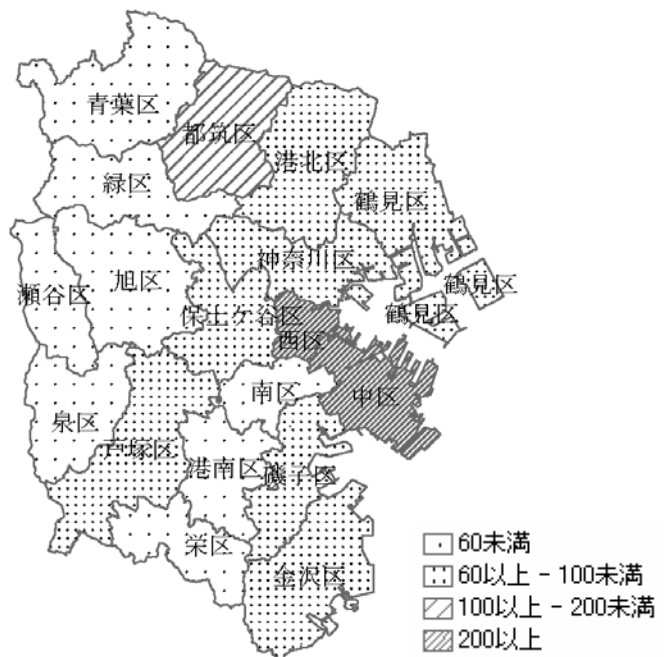 青葉区
都筑区
港北区
緑区
鶴見区
神奈川区
旭区
瀬谷区
鶴見区
鶴見区
保土ケ谷区
西区
南区
中区
泉区
戸塚区
港南区
磯子区
栄区
金沢区
60未満
60以上 - 100未満
100以上 - 200未満
200以上